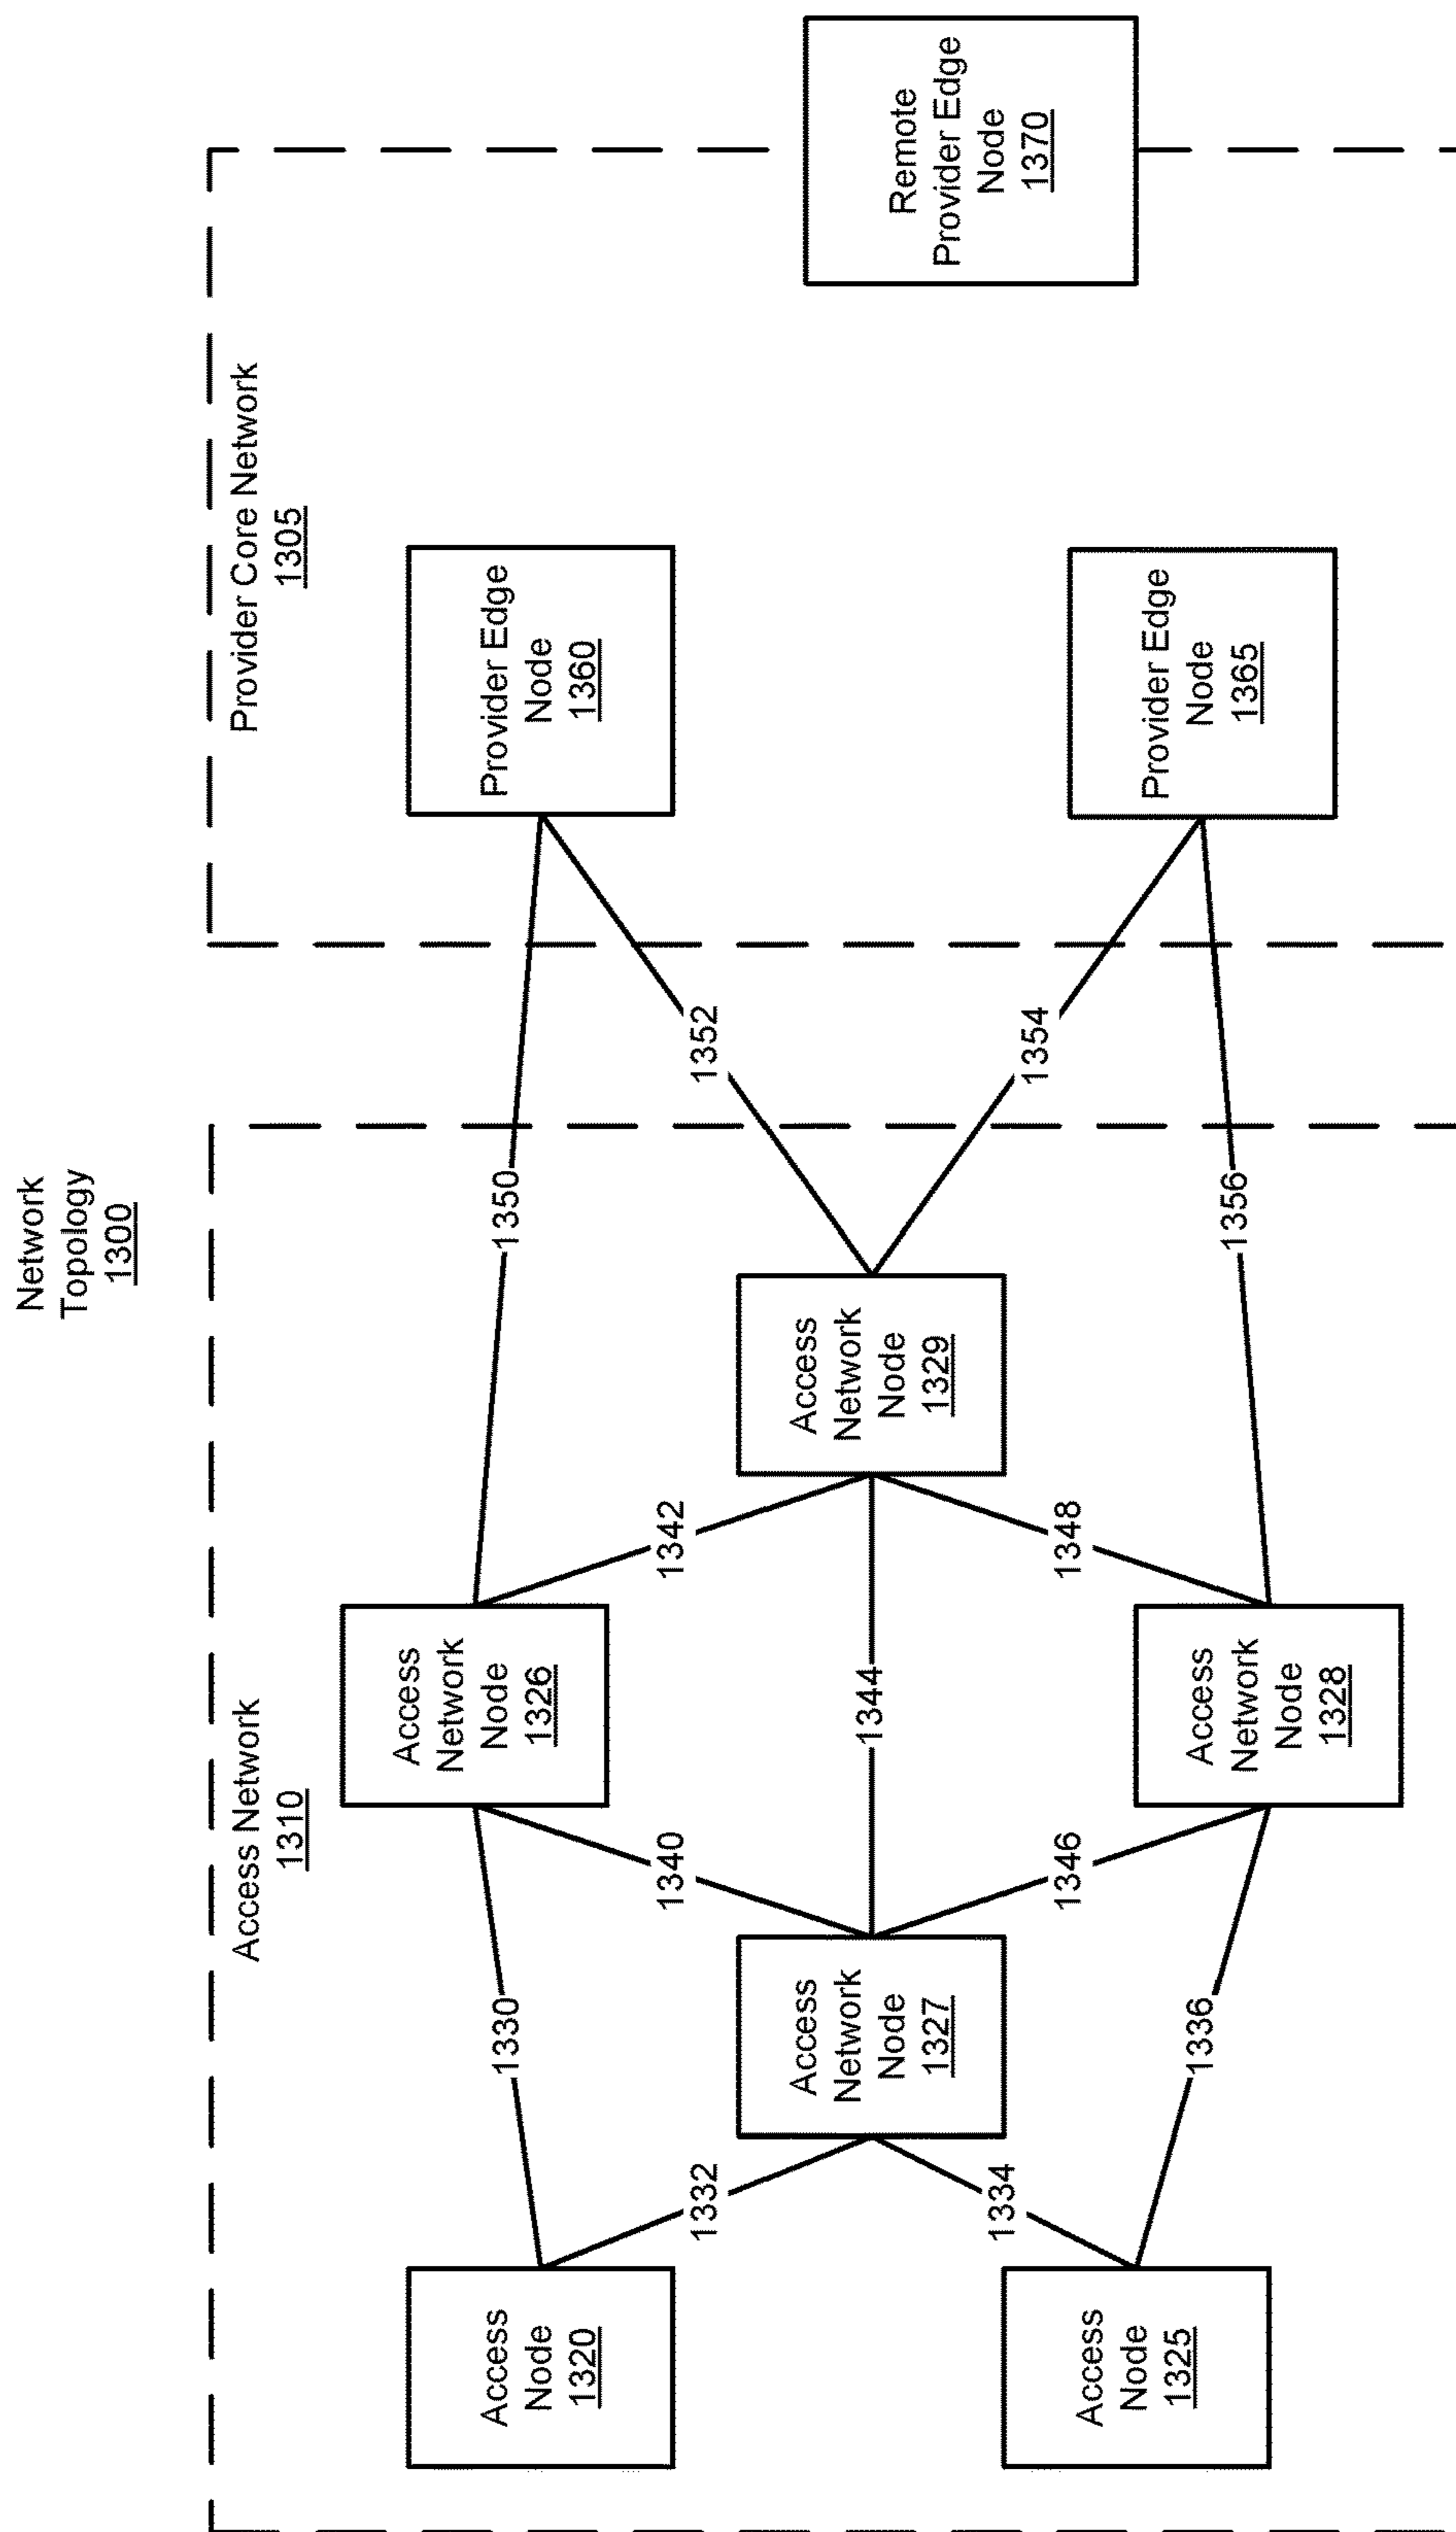 Network
Topology
1300
Access Network
1310
Provider Core Network
1305
Access
Node
1320
1330
1332
Access
Node
1325
1334
1336
Access
Network
Node
1327
1340
1344
1346
Access
Network
Node
1326
1342
1350
Access
Network
Node
1328
1348
1356
Access
Network
Node
1329
1352
1354
Provider Edge
Node
1360
Provider Edge
Node
1365
Remote
Provider Edge
Node
1370